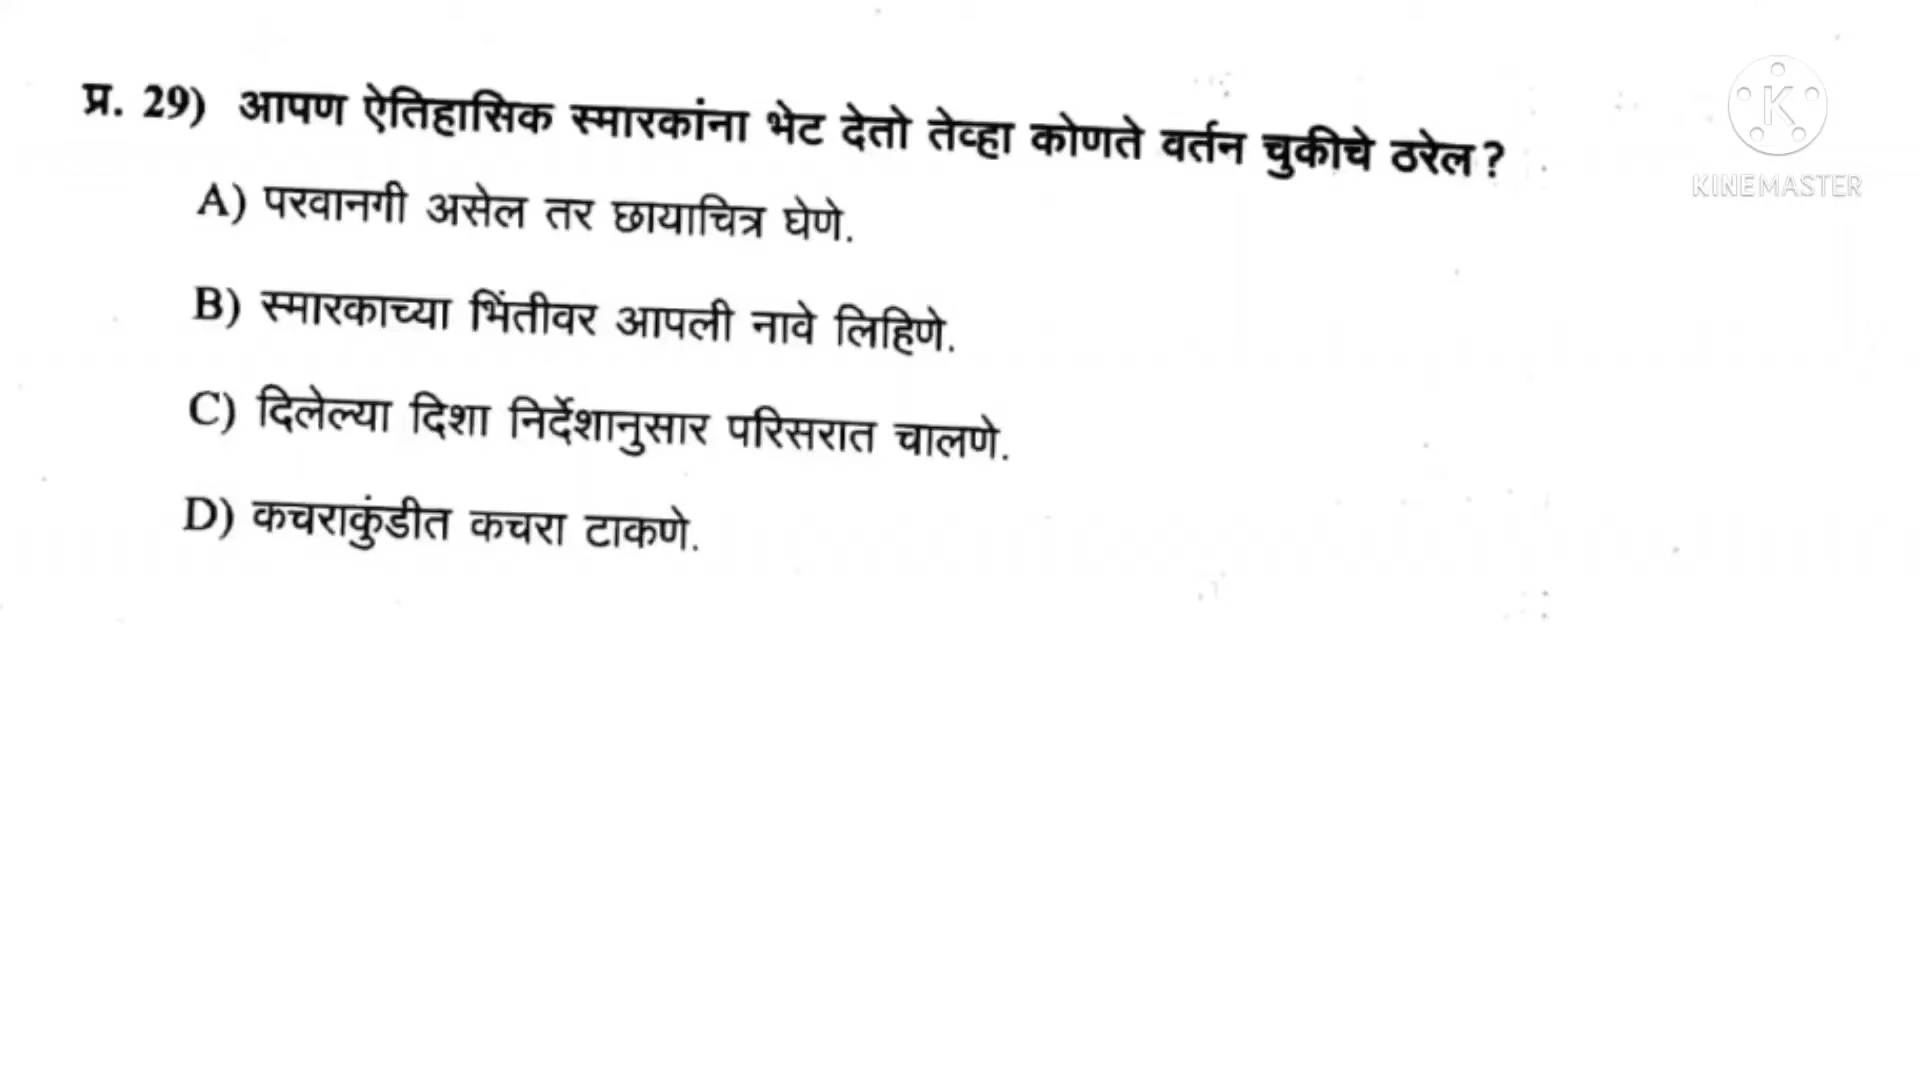 प्र. 29) आपण ऐतिहासिक स्मारकांना भेट देतो तेव्हा कोणते वर्तन चुकीचे ठरेल?
A) परवानगी असेल तर छायाचित्र घेणे.
B) स्मारकाच्या भिंतीवर आपली नावे लिहिणे.
C) दिलेल्या दिशा निर्देशानुसार परिसरात चालणे.
D) कचराकुंडीत कचरा टाकणे.
K
KINEMASTER